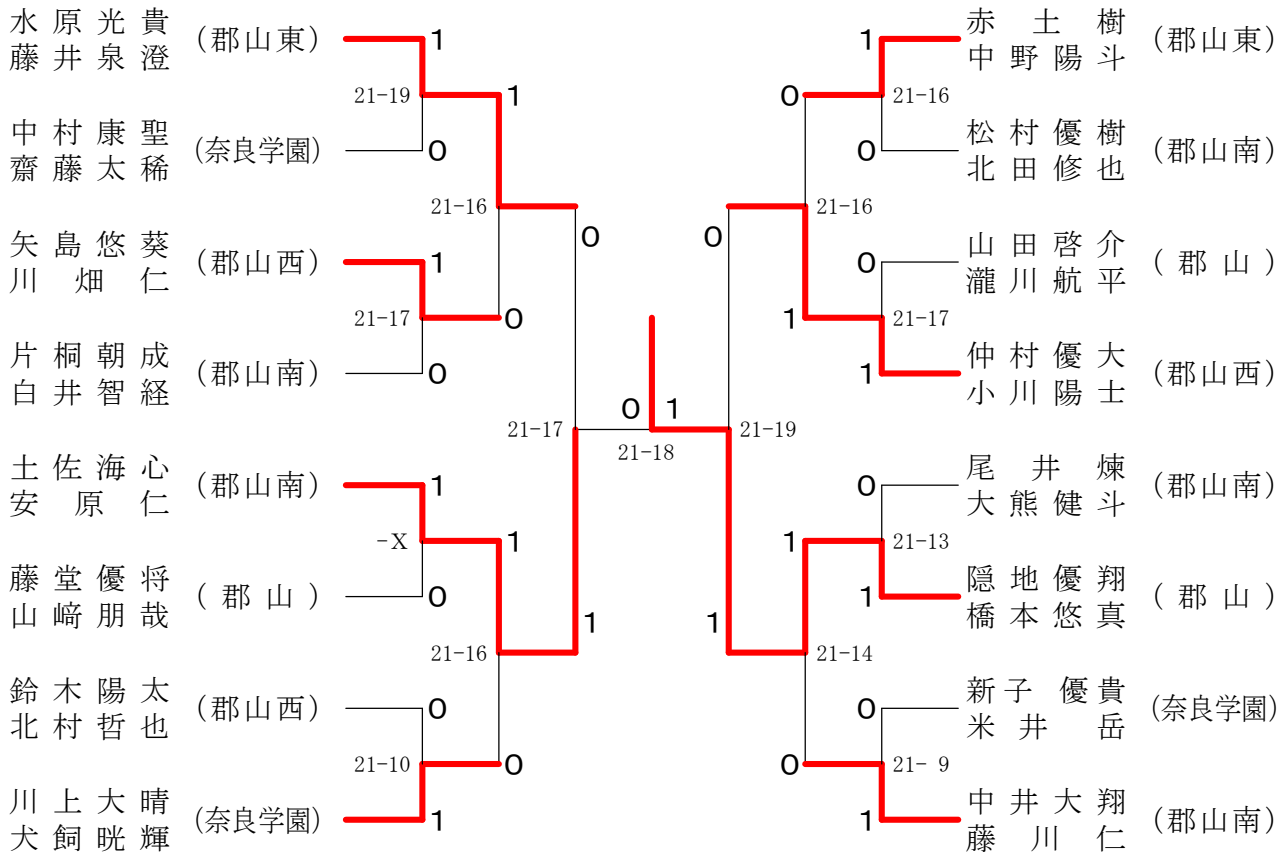 水原光貴
藤井泉澄
(郡山東)
1
21-19
1
中村康聖
齋藤太稀
(奈良学園)
0
21-16
0
矢島悠葵
川畑仁
(郡山西)
1
21-17
0
片桐朝成
白井智経
(郡山南)
0
21-17
0
1
21-18
土佐海心
安原仁
(郡山南)
1
-X
1
藤堂優将
山﨑朋哉
(郡山)
0
21-16
1
鈴木陽太
北村哲也
(郡山西)
0
21-10
0
川上大晴
犬飼晄輝
(奈良学園)
1
赤土樹
中野陽斗
(郡山東)
1
0
21-16
松村優樹
北田修也
(郡山南)
0
21-16
0
山田啓介
瀧川航平
(郡山)
0
1
21-17
仲村優大
小川陽士
(郡山西)
1
21-19
尾井煉
大熊健斗
(郡山南)
0
1
21-13
隠地優翔
橋本悠真
(郡山)
1
1
21-14
新子優貴
米井岳
(奈良学園)
0
0
21- 9
中井大翔
藤川仁
(郡山南)
1